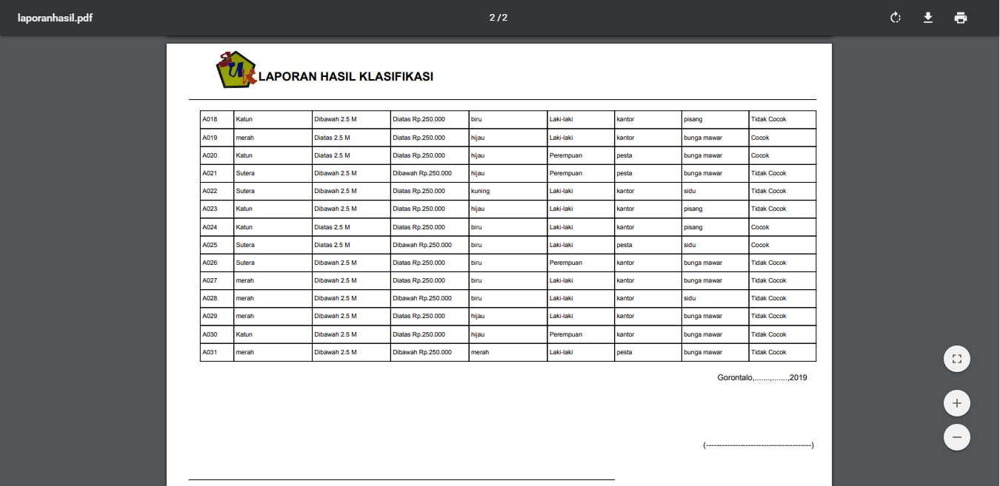 laporanhasil.pdf 2 / 2
LAPORAN HASIL KLASIFIKASI
A018 Katun Dibawah 2.5 M Diatas Rp.250.000 biru Laki-laki kantor pisang Tidak Cocok
A019 merah Diatas 2.5 M Diatas Rp.250.000 hijau Laki-laki kantor bunga mawar Cocok
A020 Katun Diatas 2.5 M Diatas Rp.250.000 hijau Perempuan pesta bunga mawar Cocok
A021 Sutera Dibawah 2.5 M Dibawah Rp.250.000 hijau Perempuan pesta bunga mawar Tidak Cocok
A022 Sutera Dibawah 2.5 M Diatas Rp.250.000 kuning Laki-laki kantor sidu Tidak Cocok
A023 Katun Dibawah 2.5 M Diatas Rp.250.000 hijau Laki-laki kantor pisang Tidak Cocok
A024 Katun Diatas 2.5 M Diatas Rp.250.000 biru Laki-laki kantor pisang Cocok
A025 Sutera Diatas 2.5 M Dibawah Rp.250.000 biru Laki-laki pesta sidu Cocok
A026 Sutera Dibawah 2.5 M Diatas Rp.250.000 biru Perempuan kantor bunga mawar Tidak Cocok
A027 merah Dibawah 2.5 M Diatas Rp.250.000 biru Laki-laki kantor bunga mawar Tidak Cocok
A028 merah Dibawah 2.5 M Dibawah Rp.250.000 biru Laki-laki kantor sidu Tidak Cocok
A029 merah Dibawah 2.5 M Diatas Rp.250.000 hijau Laki-laki kantor bunga mawar Tidak Cocok
A030 Katun Dibawah 2.5 M Diatas Rp.250.000 hijau Perempuan kantor bunga mawar Tidak Cocok
A031 merah Dibawah 2.5 M Dibawah Rp.250.000 merah Laki-laki pesta bunga mawar Tidak Cocok
Gorontalo,.......,.......,2019
(----------------------------------------)